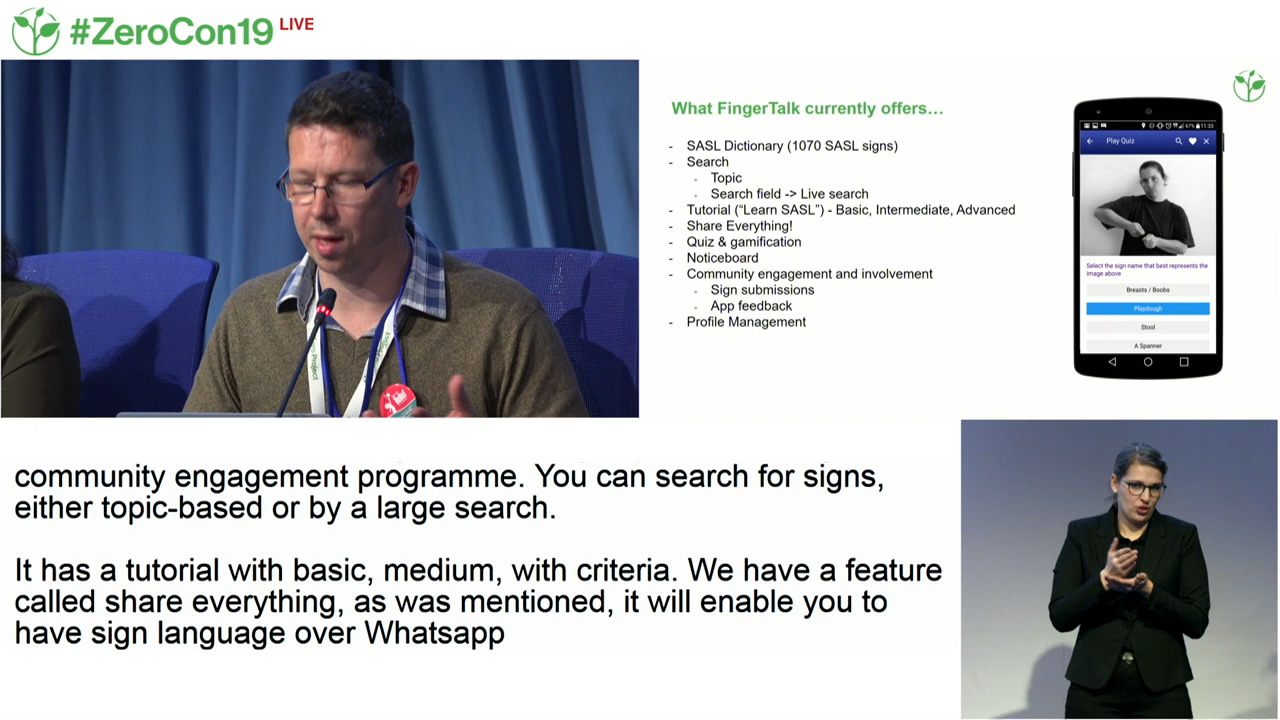 #ZeroCon19 LIVE
What FingerTalk currently offers…
- SASL Dictionary (1070 SASL signs)
- Search
- Topic
- Search field -> Live search
- Tutorial (“Learn SASL”) - Basic, Intermediate, Advanced
- Share Everything!
- Quiz & gamification
- Noticeboard
- Community engagement and involvement
- Sign submissions
- App feedback
- Profile Management
67% 11:33
Play Quiz
Select the sign name that best represents the
image above
Breasts / Boobs
Playdough
Stool
A Spanner
Project
community engagement programme. You can search for signs,
either topic-based or by a large search.
It has a tutorial with basic, medium, with criteria. We have a feature
called share everything, as was mentioned, it will enable you to
have sign language over Whatsapp